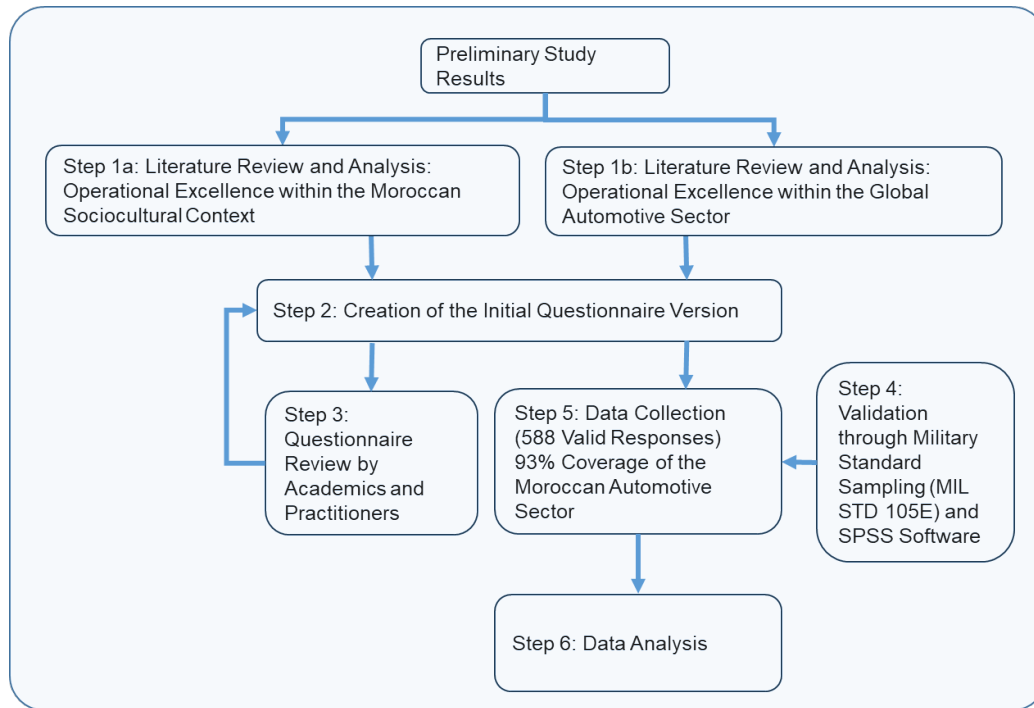 Preliminary Study
Results
Step 1a: Literature Review and Analysis:
Operational Excellence within the Moroccan
Sociocultural Context
Step 1b: Literature Review and Analysis:
Operational Excellence within the Global
Automotive Sector
Step 2: Creation of the Initial Questionnaire Version
Step 3:
Questionnaire
Review by
Academics and
Practitioners
Step 5: Data Collection
(588 Valid Responses)
93% Coverage of the
Moroccan Automotive
Sector
Step 4:
Validation
through Military
Standard
Sampling (MIL
STD 105E) and
SPSS Software
Step 6: Data Analysis